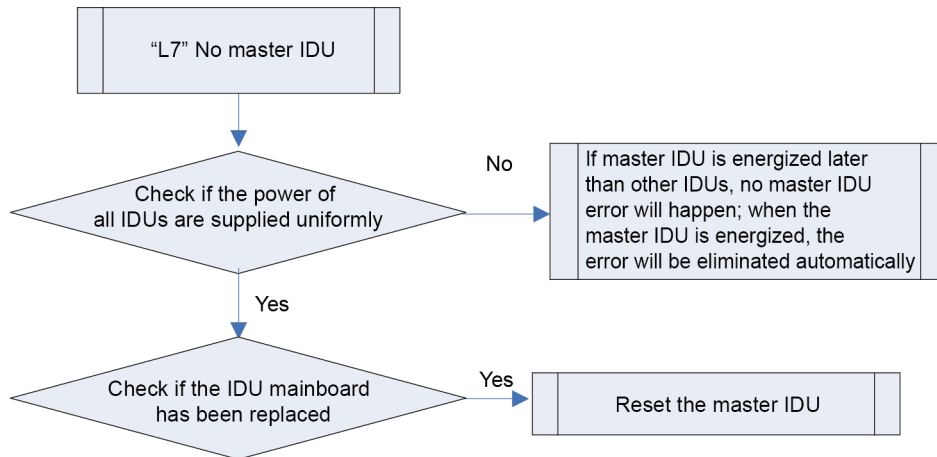 “L7” No master IDU
Check if the power of
all IDUs are supplied uniformly
No
If master IDU is energized later
than other IDUs, no master IDU
error will happen; when the
master IDU is energized, the
error will be eliminated automatically
Yes
Check if the IDU mainboard
has been replaced
Yes
Reset the master IDU